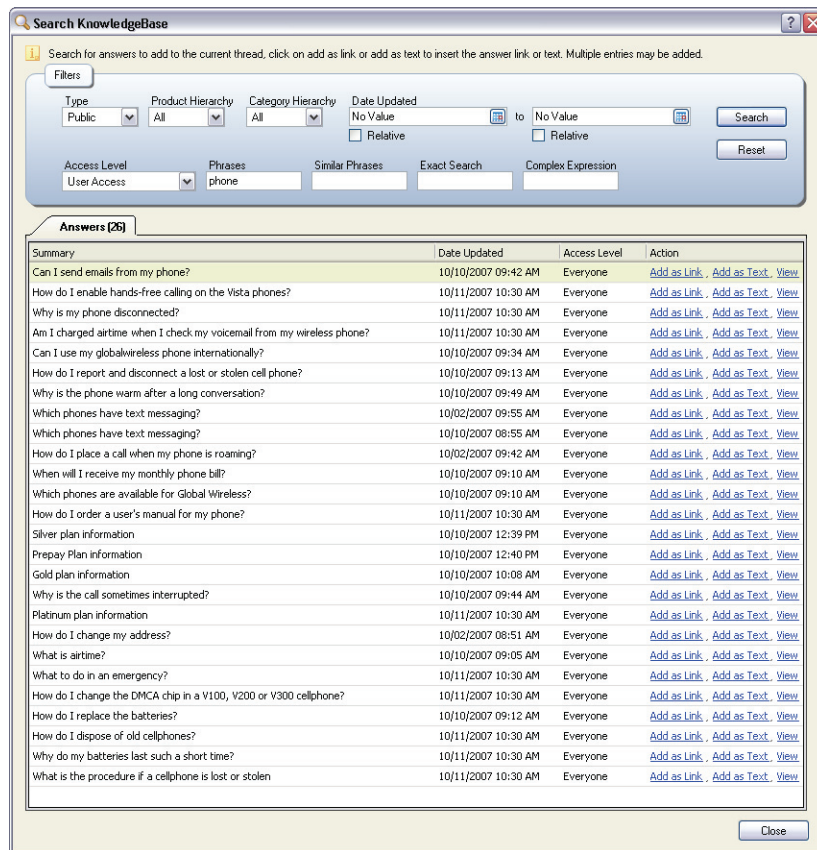 Search KnowledgeBase
Search for answers to add to the current thread, click on add as link or add as text to insert the answer link or text. Multiple entries may be added.
Filters
Type Product Hierarchy Category Hierarchy Date Updated
Public All All No Value to No Value Search
Relative Relative
Reset
Access Level Phrases Similar Phrases Exact Search Complex Expression
User Access phone
Answers (26)
Summary Date Updated Access Level Action
Can I send emails from my phone? 10/10/2007 09:42 AM Everyone Add as Link , Add as Text , View
How do I enable hands-free calling on the Vista phones? 10/11/2007 10:30 AM Everyone Add as Link , Add as Text , View
Why is my phone disconnected? 10/11/2007 10:30 AM Everyone Add as Link , Add as Text , View
Am I charged airtime when I check my voicemail from my wireless phone? 10/11/2007 10:30 AM Everyone Add as Link , Add as Text , View
Can I use my globalwireless phone internationally? 10/10/2007 09:34 AM Everyone Add as Link , Add as Text , View
How do I report and disconnect a lost or stolen cell phone? 10/10/2007 09:13 AM Everyone Add as Link , Add as Text , View
Why is the phone warm after a long conversation? 10/10/2007 09:49 AM Everyone Add as Link , Add as Text , View
Which phones have text messaging? 10/02/2007 09:55 AM Everyone Add as Link , Add as Text , View
Which phones have text messaging? 10/10/2007 08:55 AM Everyone Add as Link , Add as Text , View
How do I place a call when my phone is roaming? 10/02/2007 09:42 AM Everyone Add as Link , Add as Text , View
When will I receive my monthly phone bill? 10/10/2007 09:10 AM Everyone Add as Link , Add as Text , View
Which phones are available for Global Wireless? 10/10/2007 09:10 AM Everyone Add as Link , Add as Text , View
How do I order a user's manual for my phone? 10/11/2007 10:30 AM Everyone Add as Link , Add as Text , View
Silver plan information 10/10/2007 12:39 PM Everyone Add as Link , Add as Text , View
Prepay Plan information 10/10/2007 12:40 PM Everyone Add as Link , Add as Text , View
Gold plan information 10/10/2007 10:08 AM Everyone Add as Link , Add as Text , View
Why is the call sometimes interrupted? 10/10/2007 09:44 AM Everyone Add as Link , Add as Text , View
Platinum plan information 10/11/2007 10:30 AM Everyone Add as Link , Add as Text , View
How do I change my address? 10/02/2007 08:51 AM Everyone Add as Link , Add as Text , View
What is airtime? 10/10/2007 09:05 AM Everyone Add as Link , Add as Text , View
What to do in an emergency? 10/11/2007 10:30 AM Everyone Add as Link , Add as Text , View
How do I change the DMCA chip in a V100, V200 or V300 cellphone? 10/11/2007 10:30 AM Everyone Add as Link , Add as Text , View
How do I replace the batteries? 10/10/2007 09:12 AM Everyone Add as Link , Add as Text , View
How do I dispose of old cellphones? 10/11/2007 10:30 AM Everyone Add as Link , Add as Text , View
Why do my batteries last such a short time? 10/11/2007 10:30 AM Everyone Add as Link , Add as Text , View
What is the procedure if a cellphone is lost or stolen 10/11/2007 10:30 AM Everyone Add as Link , Add as Text , View
Close